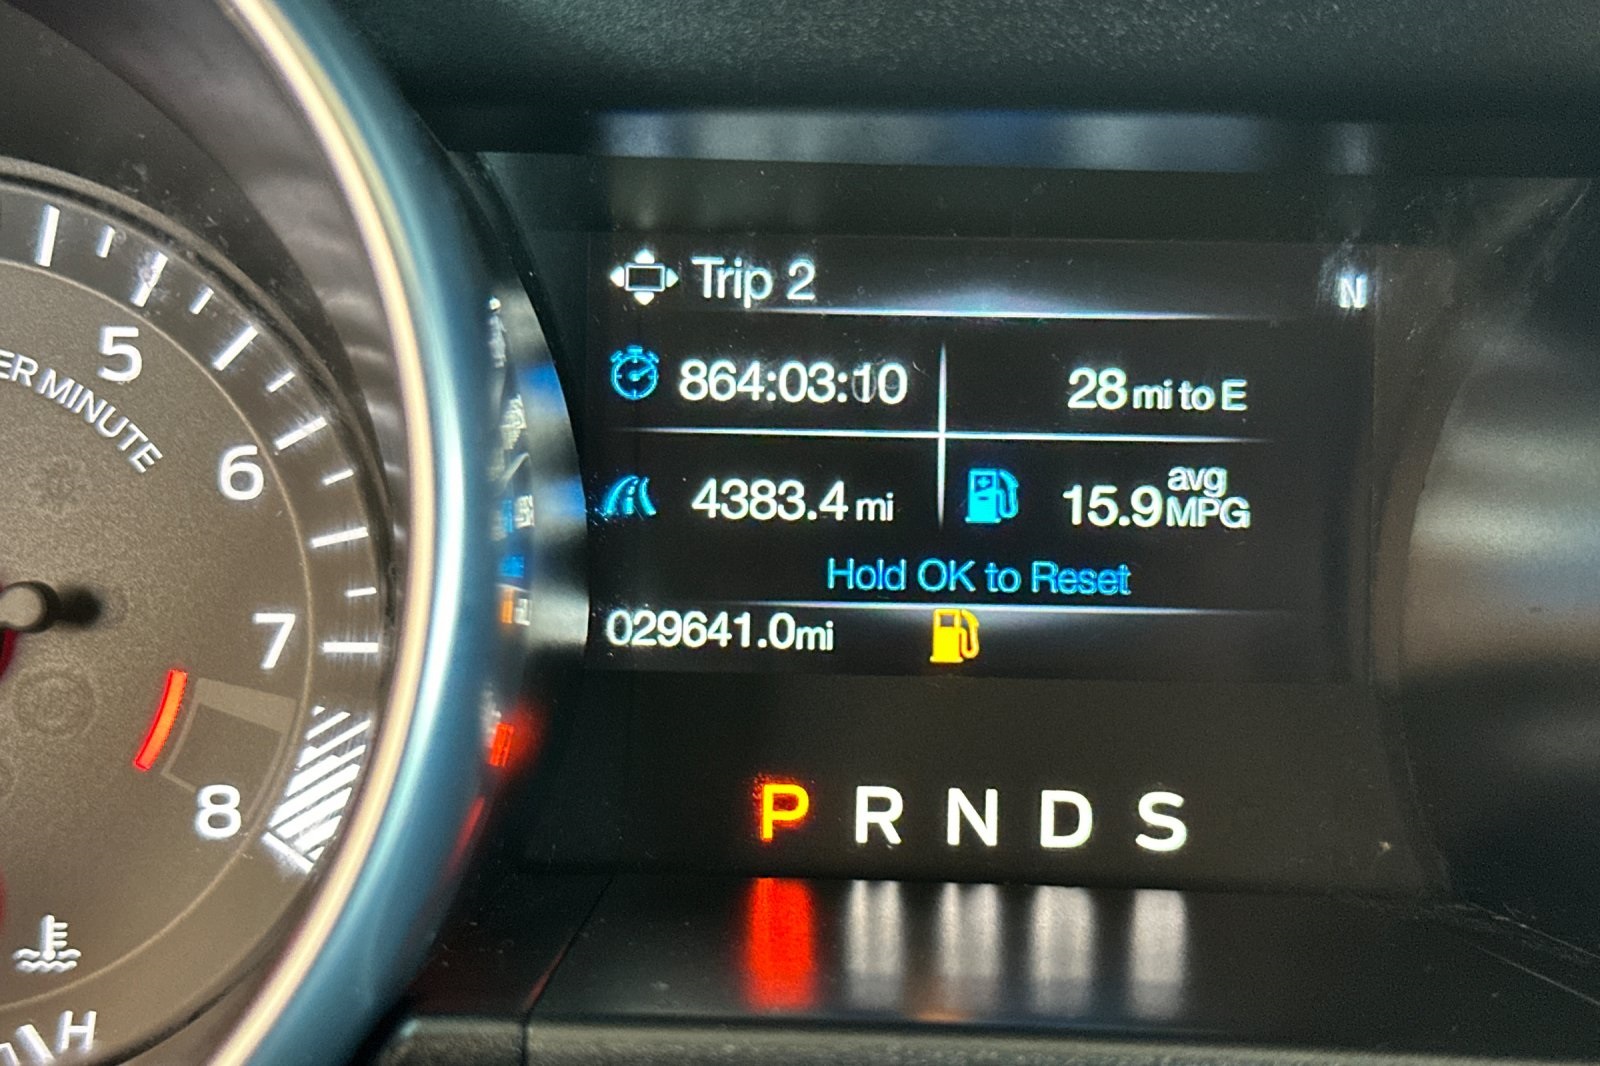 Trip 2
N
864:03:10
28 mi to E
4383.4 mi
15.9 avg MPG
Hold OK to Reset
029641.0mi
P R N D S
5
6
7
8
ER MINUTE
H